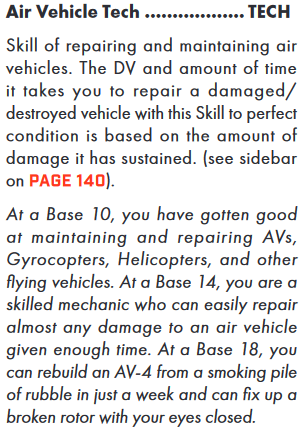 Air Vehicle Tech .................. TECH
Skill of repairing and maintaining air
vehicles. The DV and amount of time
it takes you to repair a damaged/
destroyed vehicle with this Skill to perfect
condition is based on the amount of
damage it has sustained. (see sidebar
on PAGE 140).
At a Base 10, you have gotten good
at maintaining and repairing AVs,
Gyrocopters, Helicopters, and other
flying vehicles. At a Base 14, you are a
skilled mechanic who can easily repair
almost any damage to an air vehicle
given enough time. At a Base 18, you
can rebuild an AV-4 from a smoking pile
of rubble in just a week and can fix up a
broken rotor with your eyes closed.